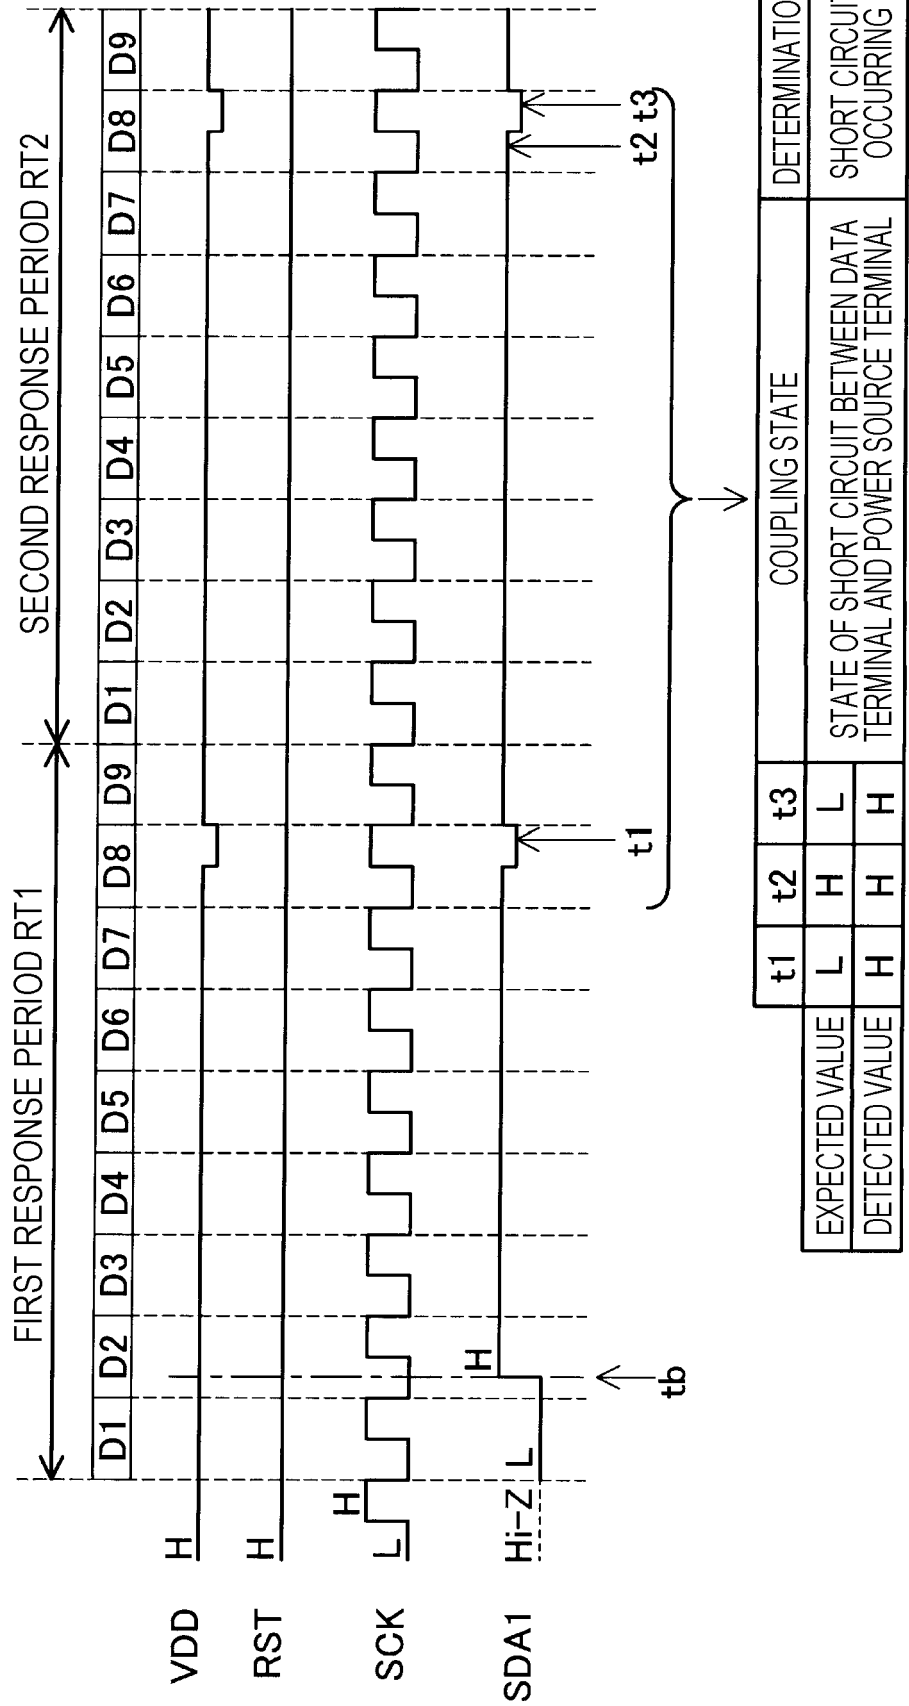 FIRST RESPONSE PERIOD RT1 SECOND RESPONSE PERIOD RT2
D1 D2 D3 D4 D5 D6 D7 D8 D9 D1 D2 D3 D4 D5 D6 D7 D8 D9
VDD H
RST H
SCK L H
SDA1 Hi-Z L H
tb t1 t2 t3
t1 t2 t3 COUPLING STATE
EXPECTED VALUE L H L STATE OF SHORT CIRCUIT BETWEEN DATA SHORT
DETECTED VALUE H H H TERMINAL AND POWER SOURCE TERMINAL OCCURRING